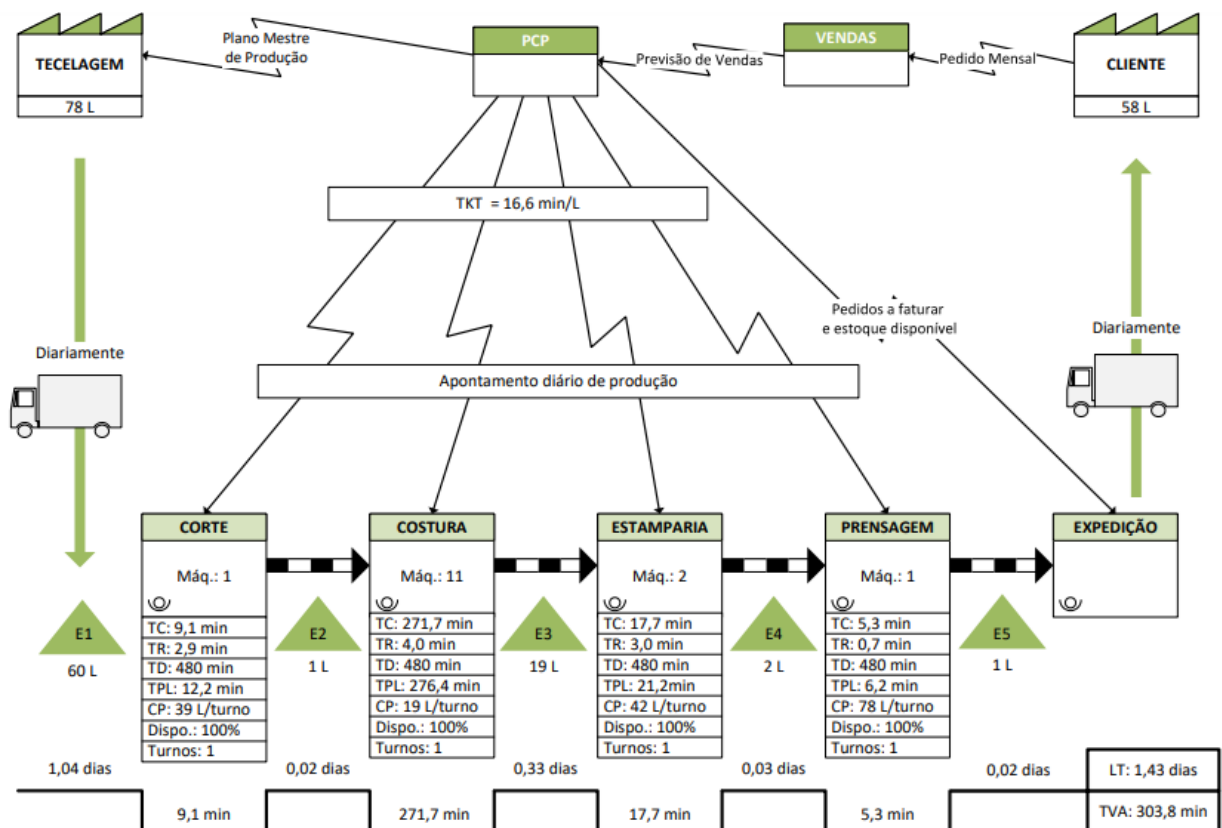 TECELAGEM
78 L
Plano Mestre
de Produção
PCP
Previsão de Vendas
VENDAS
Pedido Mensal
CLIENTE
58 L
TKT = 16,6 min/L
Pedidos a faturar
e estoque disponível
Diariamente
Diariamente
Apontamento diário de produção
CORTE
Máq.: 1
TC: 9,1 min
TR: 2,9 min
TD: 480 min
TPL: 12,2 min
CP: 39 L/turno
Dispo.: 100%
Turnos: 1
COSTURA
Máq.: 11
TC: 271,7 min
TR: 4,0 min
TD: 480 min
TPL: 276,4 min
CP: 19 L/turno
Dispo.: 100%
Turnos: 1
ESTAMPARIA
Máq.: 2
TC: 17,7 min
TR: 3,0 min
TD: 480 min
TPL: 21,2min
CP: 42 L/turno
Dispo.: 100%
Turnos: 1
PRENSAGEM
Máq.: 1
TC: 5,3 min
TR: 0,7 min
TD: 480 min
TPL: 6,2 min
CP: 78 L/turno
Dispo.: 100%
Turnos: 1
EXPEDIÇÃO
E1
60 L
E2
1 L
E3
19 L
E4
2 L
E5
1 L
1,04 dias
0,02 dias
0,33 dias
0,03 dias
0,02 dias
LT: 1,43 dias
9,1 min
271,7 min
17,7 min
5,3 min
TVA: 303,8 min